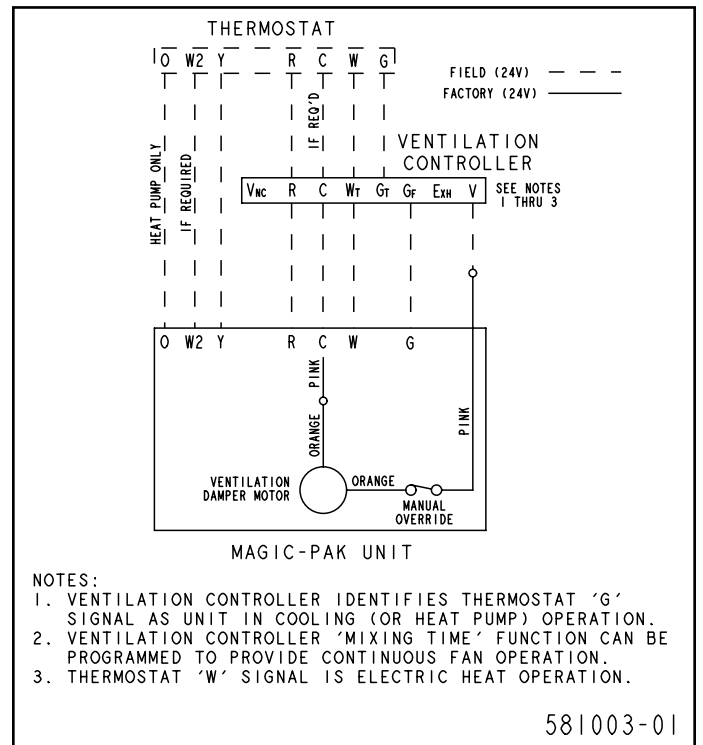 THERMOSTAT
O W2 Y R C W G
FIELD (24V)
FACTORY (24V)
IF REQ'D
HEAT PUMP ONLY
IF REQUIRED
VENTILATION
CONTROLLER
VNC R C WT GT GF EXH V
SEE NOTES
1 THRU 3
O W2 Y R C W G
PINK
ORANGE
PINK
VENTILATION
DAMPER MOTOR
ORANGE
MANUAL
OVERRIDE
MAGIC-PAK UNIT
NOTES:
1. VENTILATION CONTROLLER IDENTIFIES THERMOSTAT 'G'
SIGNAL AS UNIT IN COOLING (OR HEAT PUMP) OPERATION.
2. VENTILATION CONTROLLER 'MIXING TIME' FUNCTION CAN BE
PROGRAMMED TO PROVIDE CONTINUOUS FAN OPERATION.
3. THERMOSTAT 'W' SIGNAL IS ELECTRIC HEAT OPERATION.
581003-01